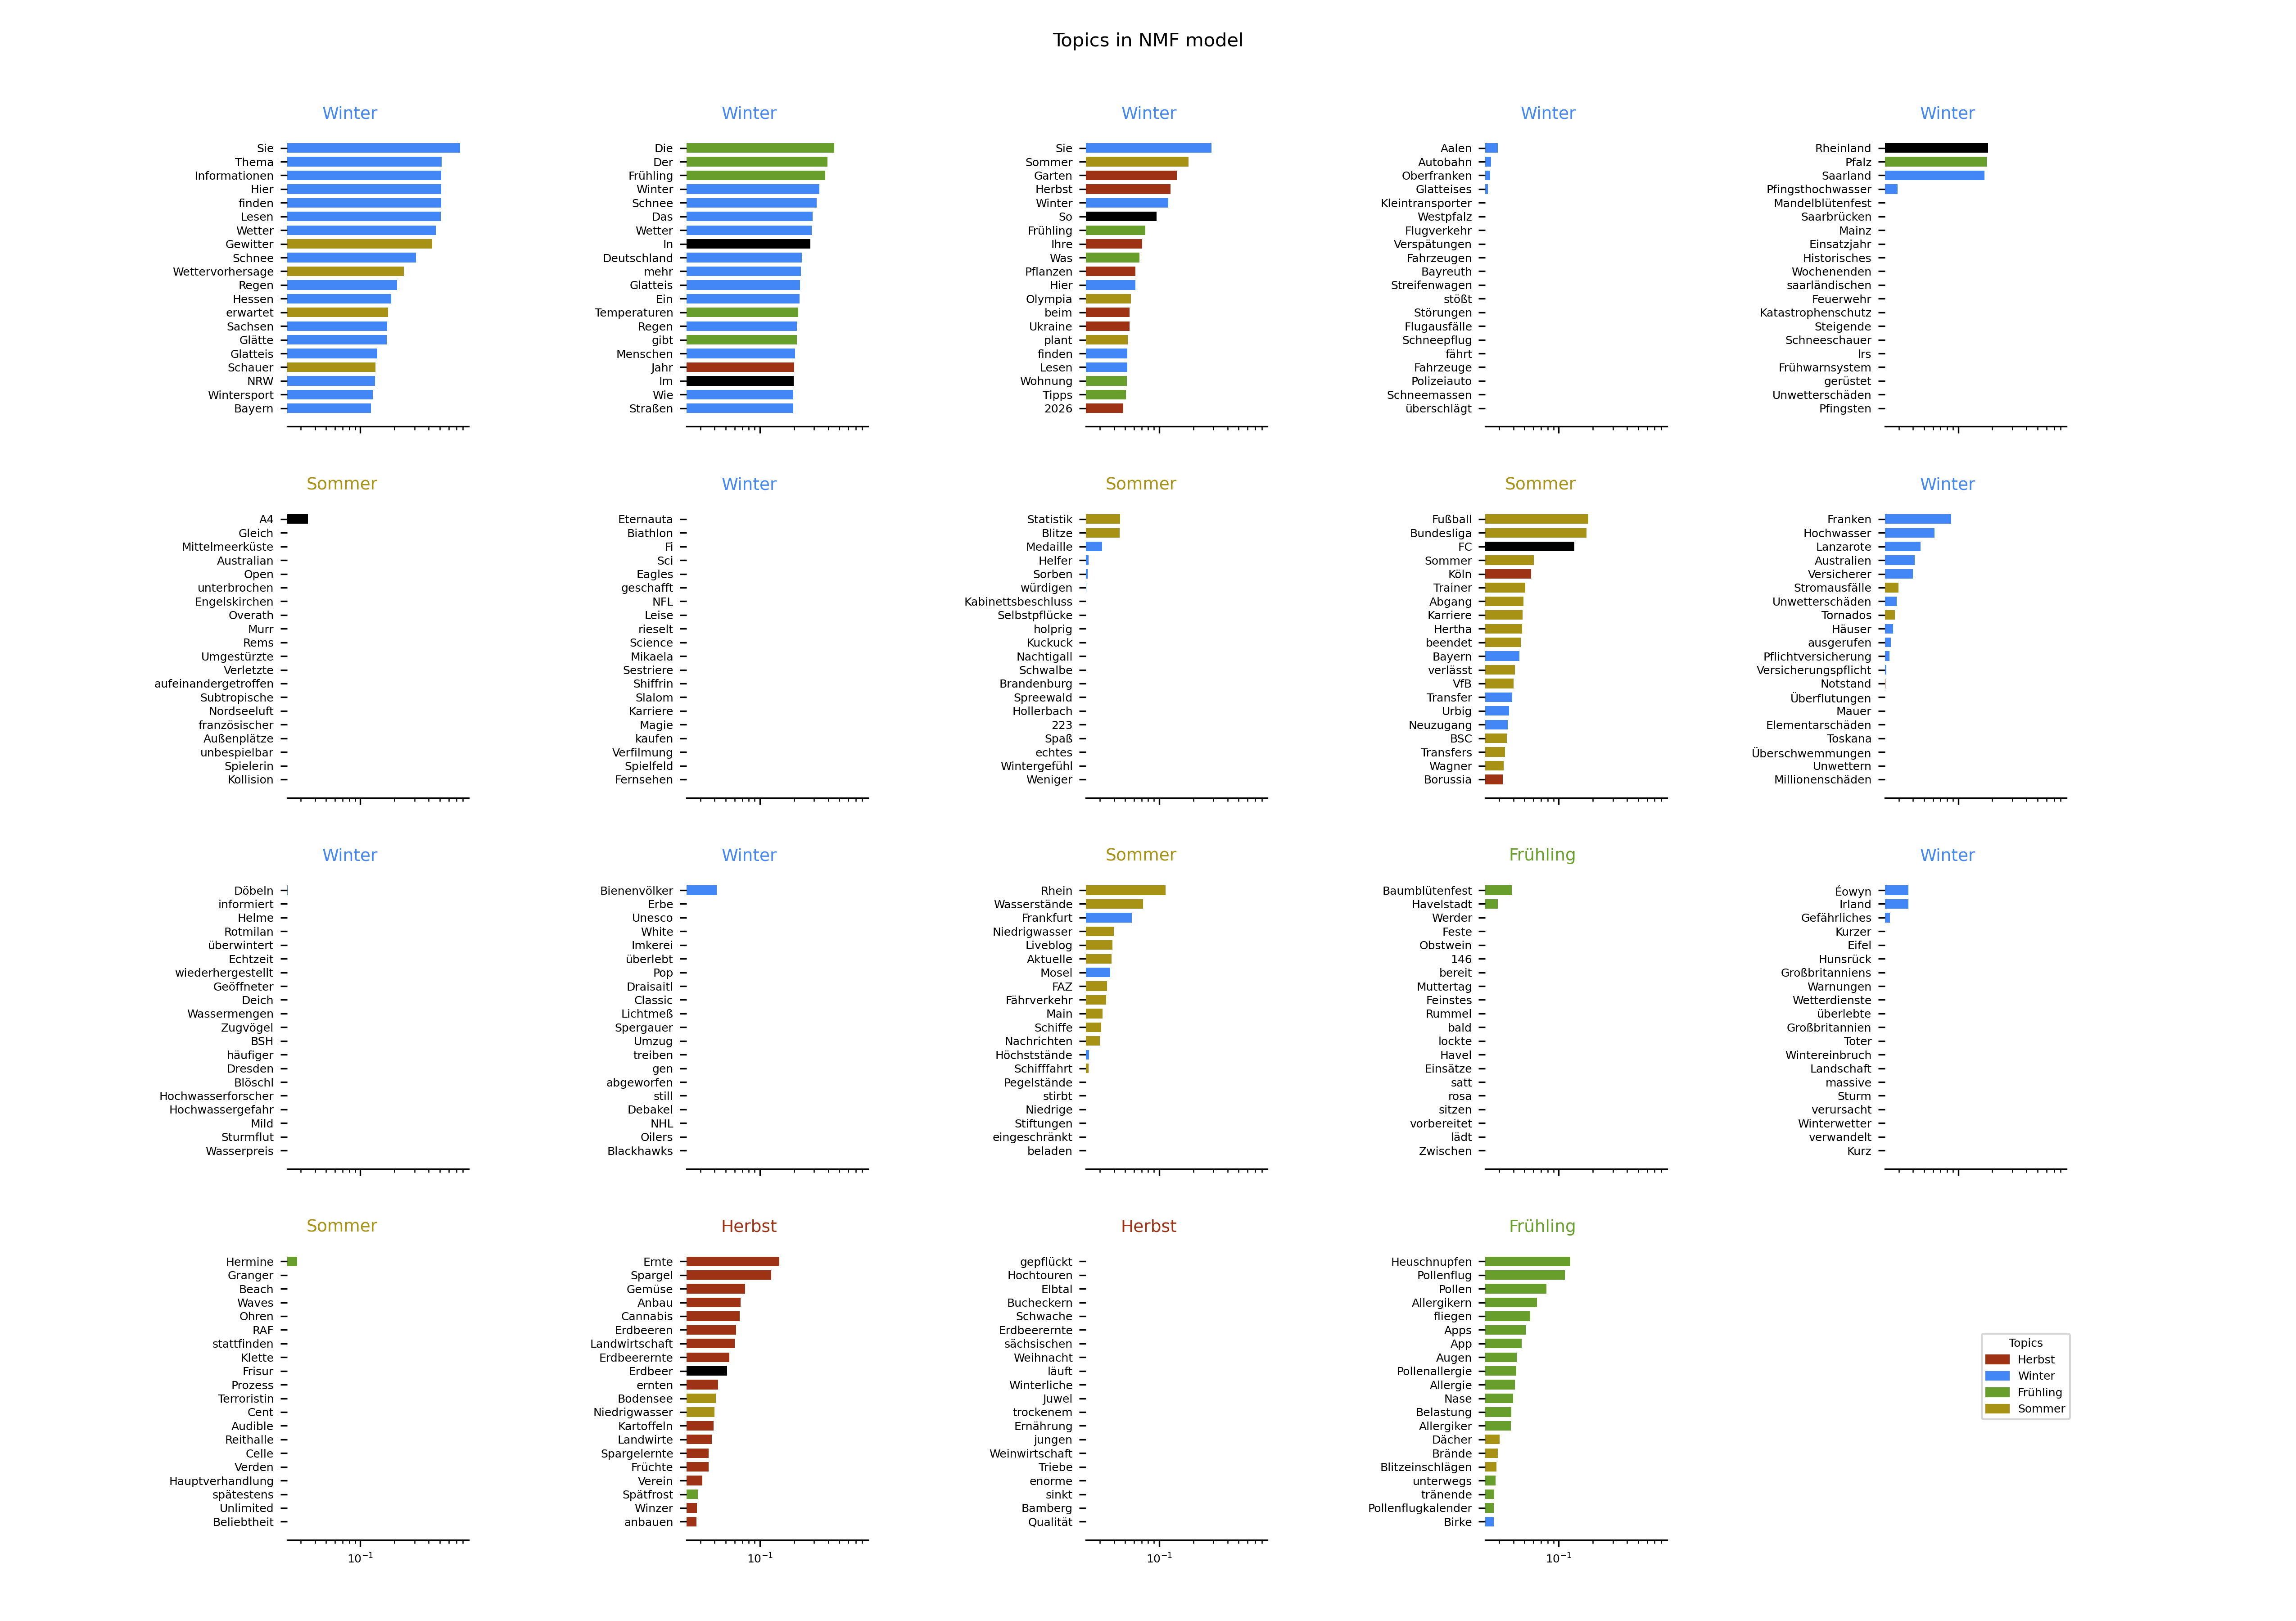 Topics in NMF model
Winter
Sie
Thema
Informationen
Hier
finden
Lesen
Wetter
Gewitter
Schnee
Wettervorhersage
Regen
Hessen
erwartet
Sachsen
Glätte
Glatteis
Schauer
NRW
Wintersport
Bayern
Winter
Die
Der
Frühling
Winter
Schnee
Das
Wetter
In
Deutschland
mehr
Glatteis
Ein
Temperaturen
Regen
gibt
Menschen
Jahr
Im
Wie
Straßen
Winter
Sie
Sommer
Garten
Herbst
Winter
So
Frühling
Ihre
Was
Pflanzen
Hier
Olympia
beim
Ukraine
plant
finden
Lesen
Wohnung
Tipps
2026
Winter
Aalen
Autobahn
Oberfranken
Glatteises
Kleintransporter
Westpfalz
Flugverkehr
Verspätungen
Fahrzeugen
Bayreuth
Streifenwagen
stößt
Störungen
Flugausfälle
Schneepflug
fährt
Fahrzeuge
Polizeiauto
Schneemassen
überschlägt
Winter
Rheinland
Pfalz
Saarland
Pfingsthochwasser
Mandelblütenfest
Saarbrücken
Mainz
Einsatzjahr
Historisches
Wochenenden
saarländischen
Feuerwehr
Katastrophenschutz
Steigende
Schneeschauer
lrs
Frühwarnsystem
gerüstet
Unwetterschäden
Pfingsten
Sommer
A4
Gleich
Mittelmeerküste
Australian
Open
unterbrochen
Engelskirchen
Overath
Murr
Rems
Umgestürzte
Verletzte
aufeinandergetroffen
Subtropische
Nordseeluft
französischer
Außenplätze
unbespielbar
Spielerin
Kollision
Winter
Eternauta
Biathlon
Fi
Sci
Eagles
geschafft
NFL
Leise
rieselt
Science
Mikaela
Sestriere
Shiffrin
Slalom
Karriere
Magie
kaufen
Verfilmung
Spielfeld
Fernsehen
Sommer
Statistik
Blitze
Medaille
Helfer
Sorben
würdigen
Kabinettsbeschluss
Selbstpflücke
holprig
Kuckuck
Nachtigall
Schwalbe
Brandenburg
Spreewald
Hollerbach
223
Spaß
echtes
Wintergefühl
Weniger
Sommer
Fußball
Bundesliga
FC
Sommer
Köln
Trainer
Abgang
Karriere
Hertha
beendet
Bayern
verlässt
VfB
Transfer
Urbig
Neuzugang
BSC
Transfers
Wagner
Borussia
Winter
Franken
Hochwasser
Lanzarote
Australien
Versicherer
Stromausfälle
Unwetterschäden
Tornados
Häuser
ausgerufen
Pflichtversicherung
Versicherungspflicht
Notstand
Überflutungen
Mauer
Elementarschäden
Toskana
Überschwemmungen
Unwettern
Millionenschäden
Winter
Döbeln
informiert
Helme
Rotmilan
überwintert
Echtzeit
wiederhergestellt
Geöffneter
Deich
Wassermengen
Zugvögel
BSH
häufiger
Dresden
Blöschl
Hochwasserforscher
Hochwassergefahr
Mild
Sturmflut
Wasserpreis
Winter
Bienenvölker
Erbe
Unesco
White
Imkerei
überlebt
Pop
Draisaitl
Classic
Lichtmeß
Spergauer
Umzug
treiben
gen
abgeworfen
still
Debakel
NHL
Oilers
Blackhawks
Sommer
Rhein
Wasserstände
Frankfurt
Niedrigwasser
Liveblog
Aktuelle
Mosel
FAZ
Fährverkehr
Main
Schiffe
Nachrichten
Höchststände
Schifffahrt
Pegelstände
stirbt
Niedrige
Stiftungen
eingeschränkt
beladen
Frühling
Baumblütenfest
Havelstadt
Werder
Feste
Obstwein
146
bereit
Muttertag
Feinstes
Rummel
bald
lockte
Havel
Einsätze
satt
rosa
sitzen
vorbereitet
lädt
Zwischen
Winter
Éowyn
Irland
Gefährliches
Kurzer
Eifel
Hunsrück
Großbritanniens
Warnungen
Wetterdienste
überlebte
Großbritannien
Toter
Wintereinbruch
Landschaft
massive
Sturm
verursacht
Winterwetter
verwandelt
Kurz
Sommer
Hermine
Granger
Beach
Waves
Ohren
RAF
stattfinden
Klette
Frisur
Prozess
Terroristin
Cent
Audible
Reithalle
Celle
Verden
Hauptverhandlung
spätestens
Unlimited
Beliebtheit
10⁻¹
Herbst
Ernte
Spargel
Gemüse
Anbau
Cannabis
Erdbeeren
Landwirtschaft
Erdbeerernte
Erdbeer
ernten
Bodensee
Niedrigwasser
Kartoffeln
Landwirte
Spargelernte
Früchte
Verein
Spätfrost
Winzer
anbauen
10⁻¹
Herbst
gepflückt
Hochtouren
Elbtal
Bucheckern
Schwache
Erdbeerernte
sächsischen
Weihnacht
läuft
Winterliche
Juwel
trockenem
Ernährung
jungen
Weinwirtschaft
Triebe
enorme
sinkt
Bamberg
Qualität
10⁻¹
Frühling
Heuschnupfen
Pollenflug
Pollen
Allergikern
fliegen
Apps
App
Augen
Pollenallergie
Allergie
Nase
Belastung
Allergiker
Dächer
Brände
Blitzeinschlägen
unterwegs
tränende
Pollenflugkalender
Birke
10⁻¹
Topics
Herbst
Winter
Frühling
Sommer